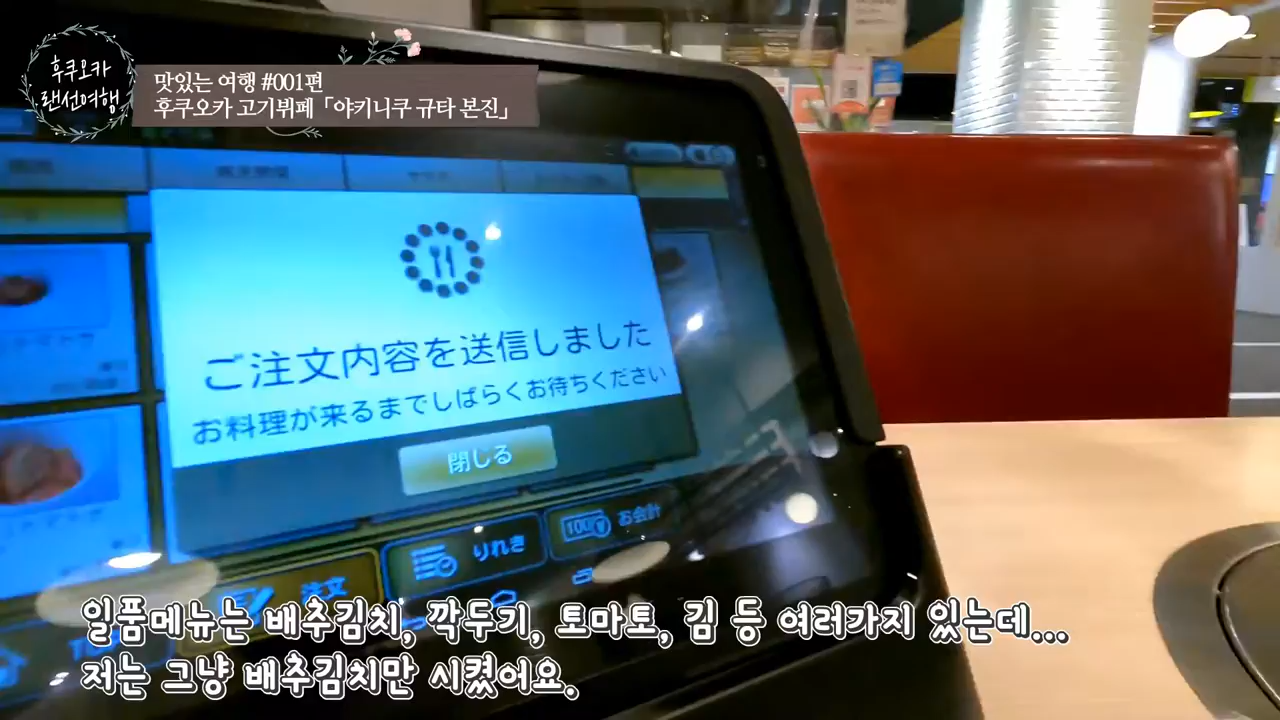 후쿠오카
랜선여행
맛있는 여행 #001편
후쿠오카 고기뷔페「야키니쿠 규타 본진」
ご注文内容を送信しました
お料理が来るまでしばらくお待ちください
閉じる
注文
りれき
お会計
일품메뉴는 배추김치, 깍두기, 토마토, 김 등 여러가지 있는데...
저는 그냥 배추김치만 시켰어요.